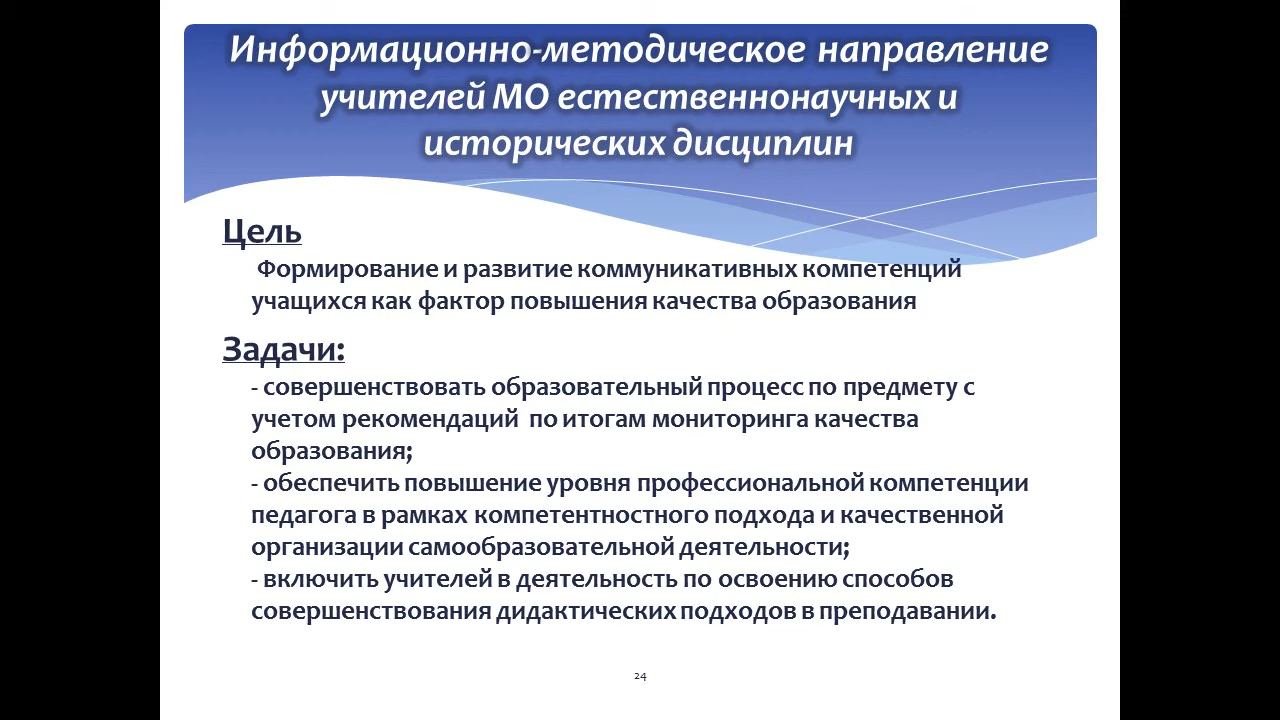 Информационно-методическое направление
учителей МО естественнонаучных и
исторических дисциплин
Цель
Формирование и развитие коммуникативных компетенций
учащихся как фактор повышения качества образования
Задачи:
- совершенствовать образовательный процесс по предмету с
учетом рекомендаций по итогам мониторинга качества
образования;
- обеспечить повышение уровня профессиональной компетенции
педагога в рамках компетентностного подхода и качественной
организации самообразовательной деятельности;
- включить учителей в деятельность по освоению способов
совершенствования дидактических подходов в преподавании.
24